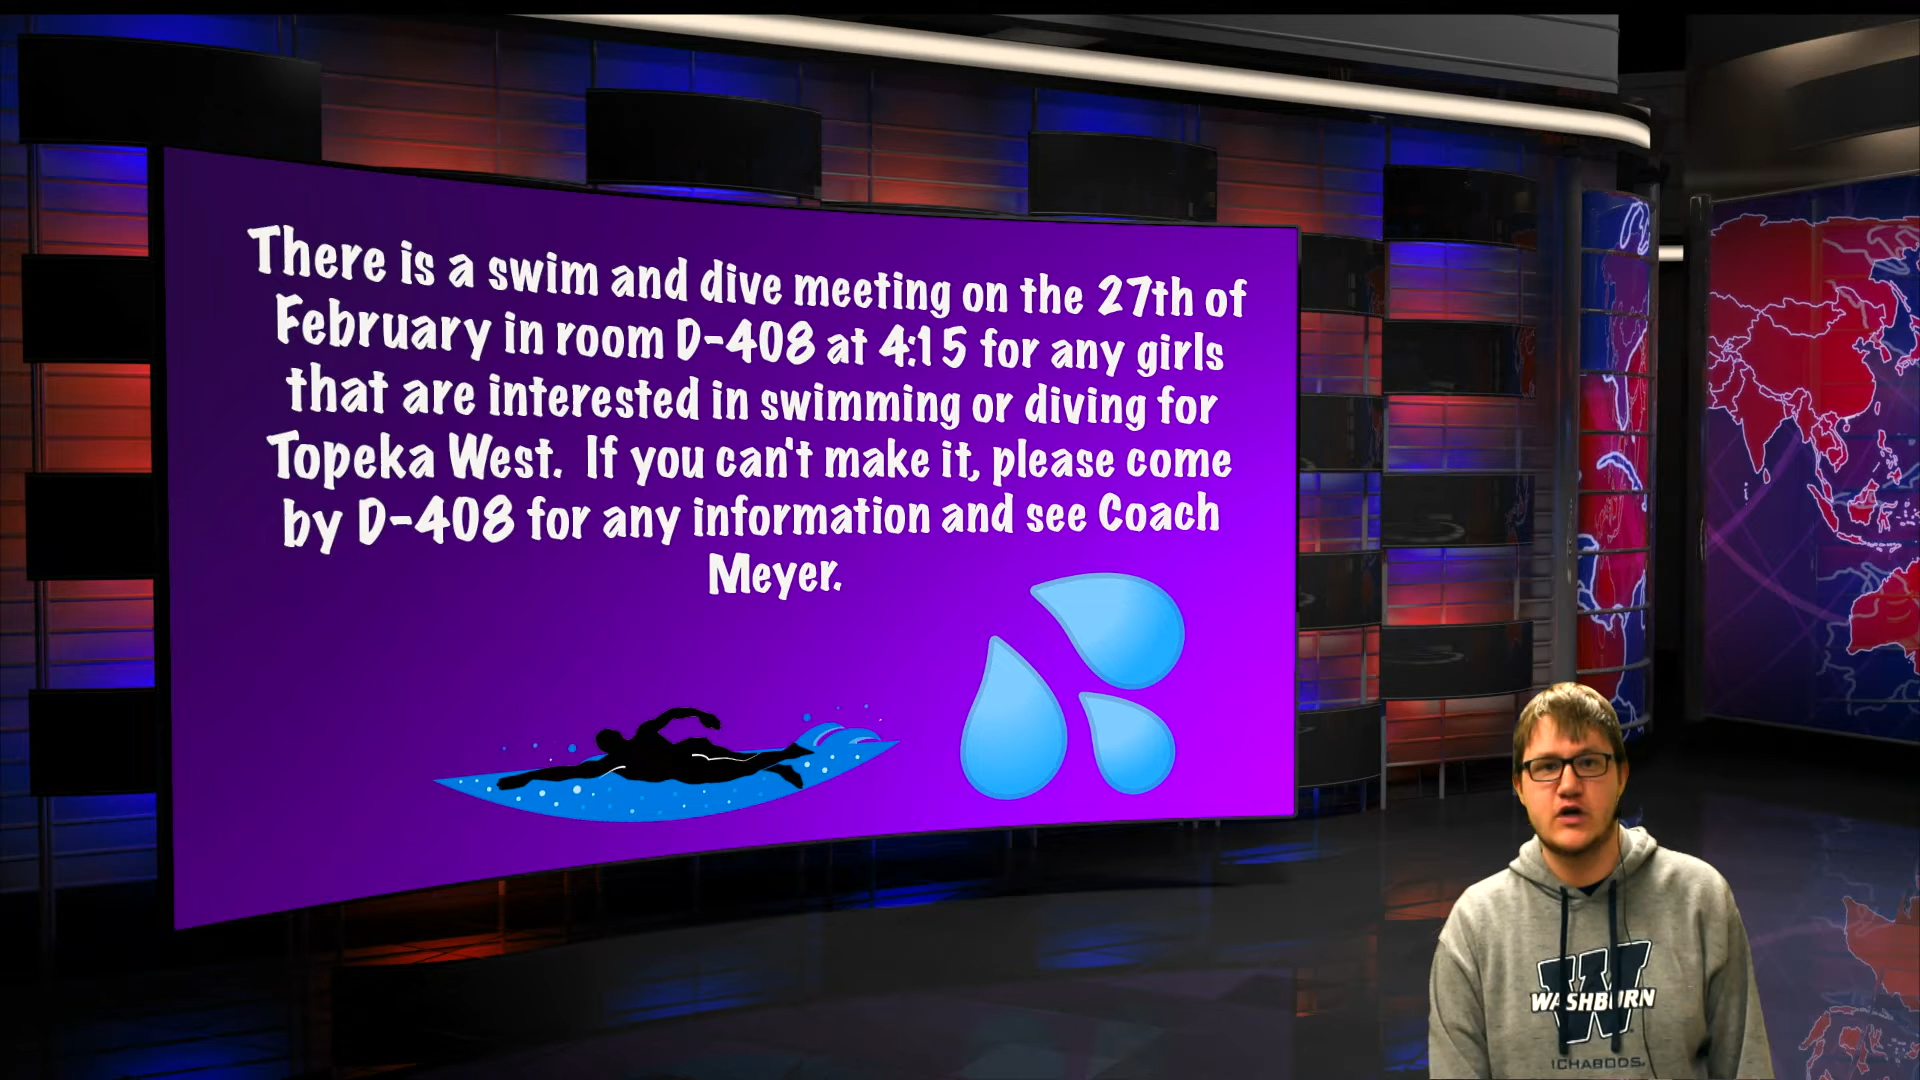 There is a swim and dive meeting on the 27th of
February in room D-408 at 4:15 for any girls
that are interested in swimming or diving for
Topeka West. If you can't make it, please come
by D-408 for any information and see Coach
Meyer.
W
WASHBURN
ICHABODS